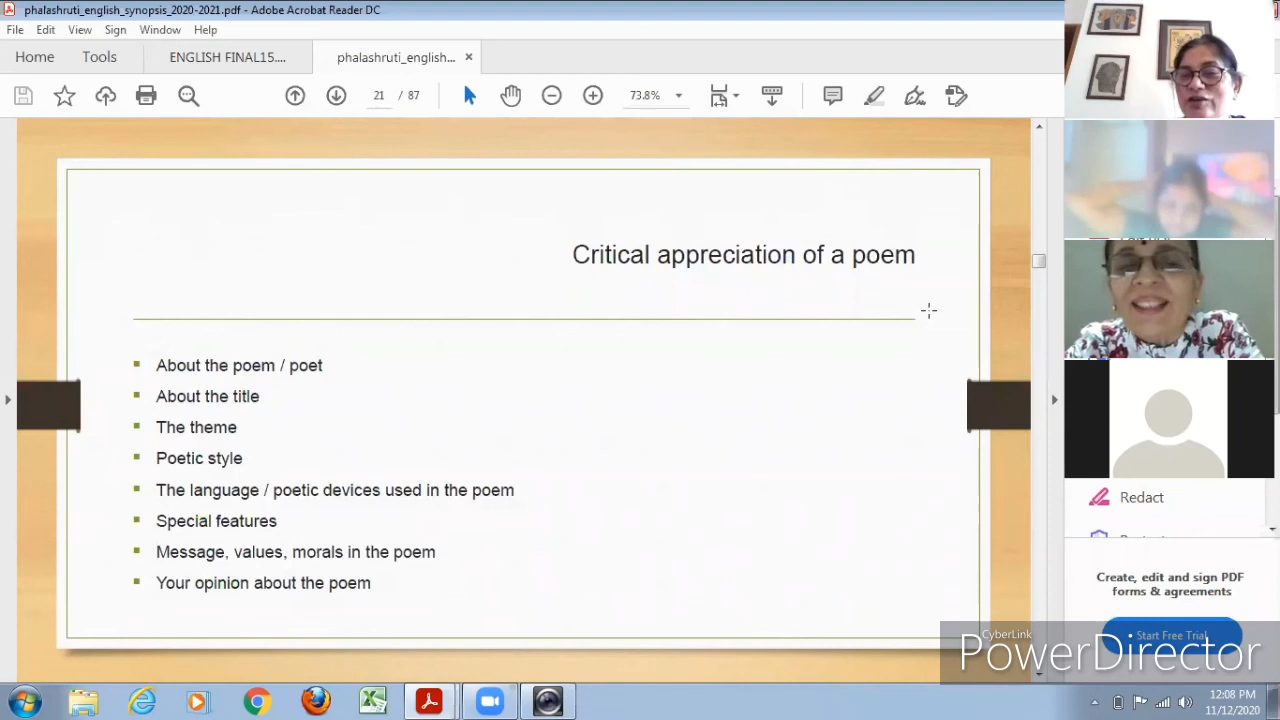 phalashruti_english_synopsis_2020-2021.pdf - Adobe Acrobat Reader DC
File Edit View Sign Window Help
Home Tools ENGLISH FINAL15.... phalashruti_english... ×
21 / 87 73.8%
Critical appreciation of a poem
About the poem / poet
About the title
The theme
Poetic style
The language / poetic devices used in the poem
Special features
Message, values, morals in the poem
Your opinion about the poem
Redact
Create, edit and sign PDF
forms & agreements
Start Free Trial
CyberLink
PowerDirector
12:08 PM
11/12/2020